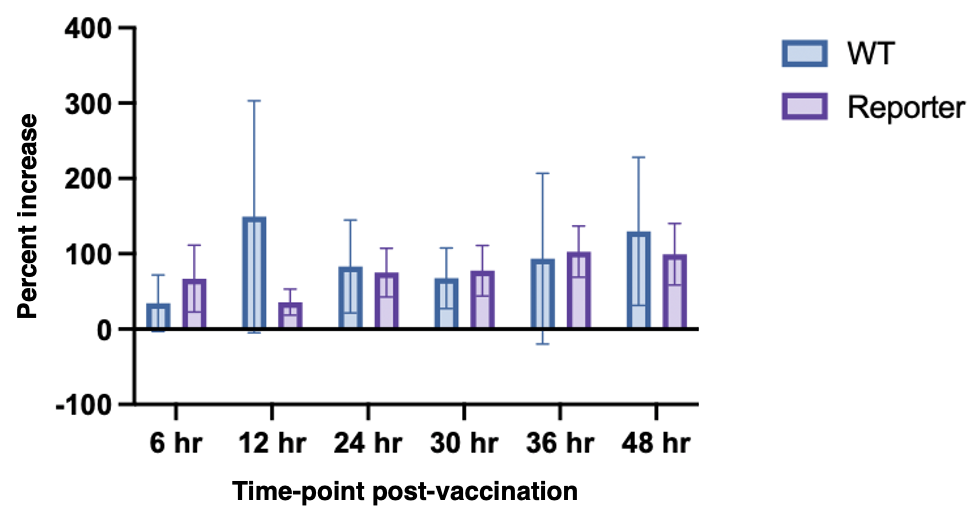 400
300
200
100
0
-100
Percent increase
6 hr
12 hr
24 hr
30 hr
36 hr
48 hr
Time-point post-vaccination
WT
Reporter